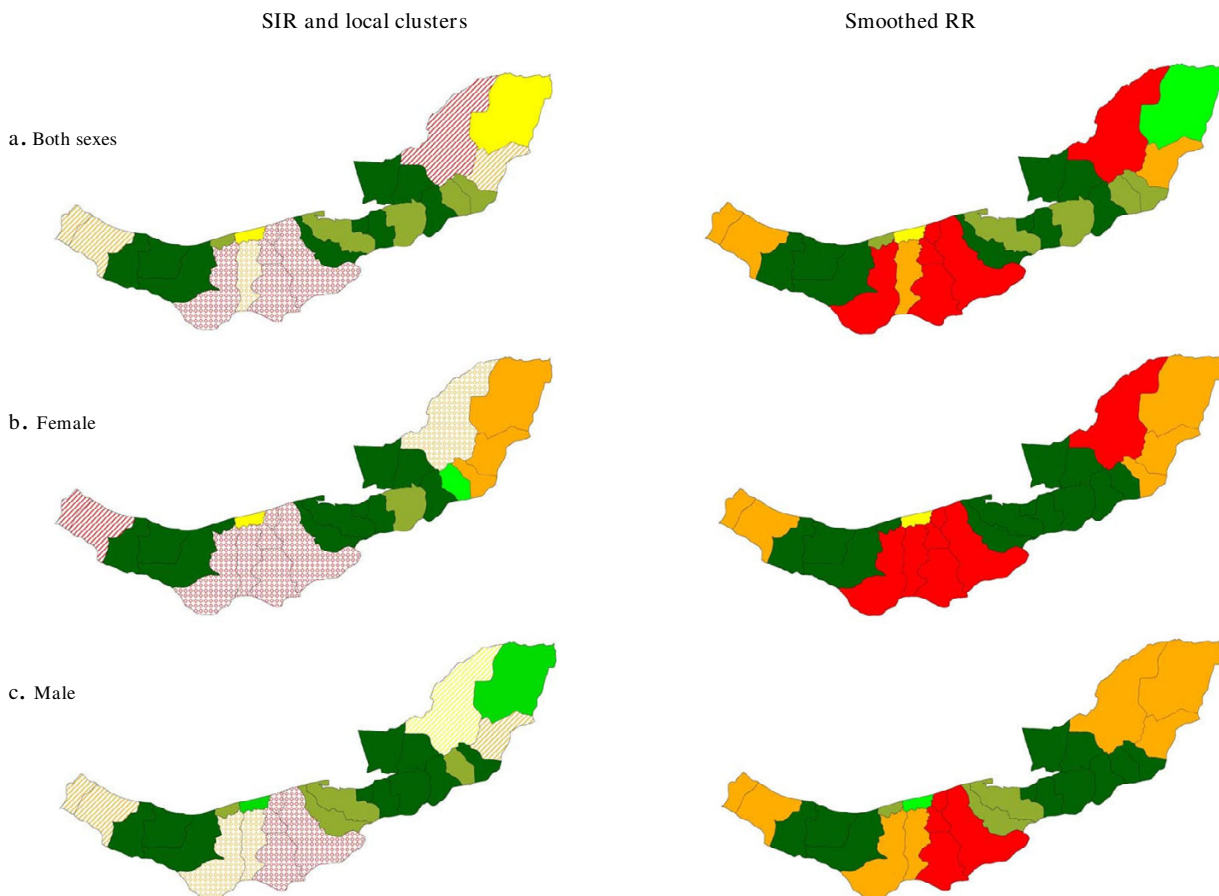 SIR and local clusters
Smoothed RR
a. Both sexes
b. Female
c. Male